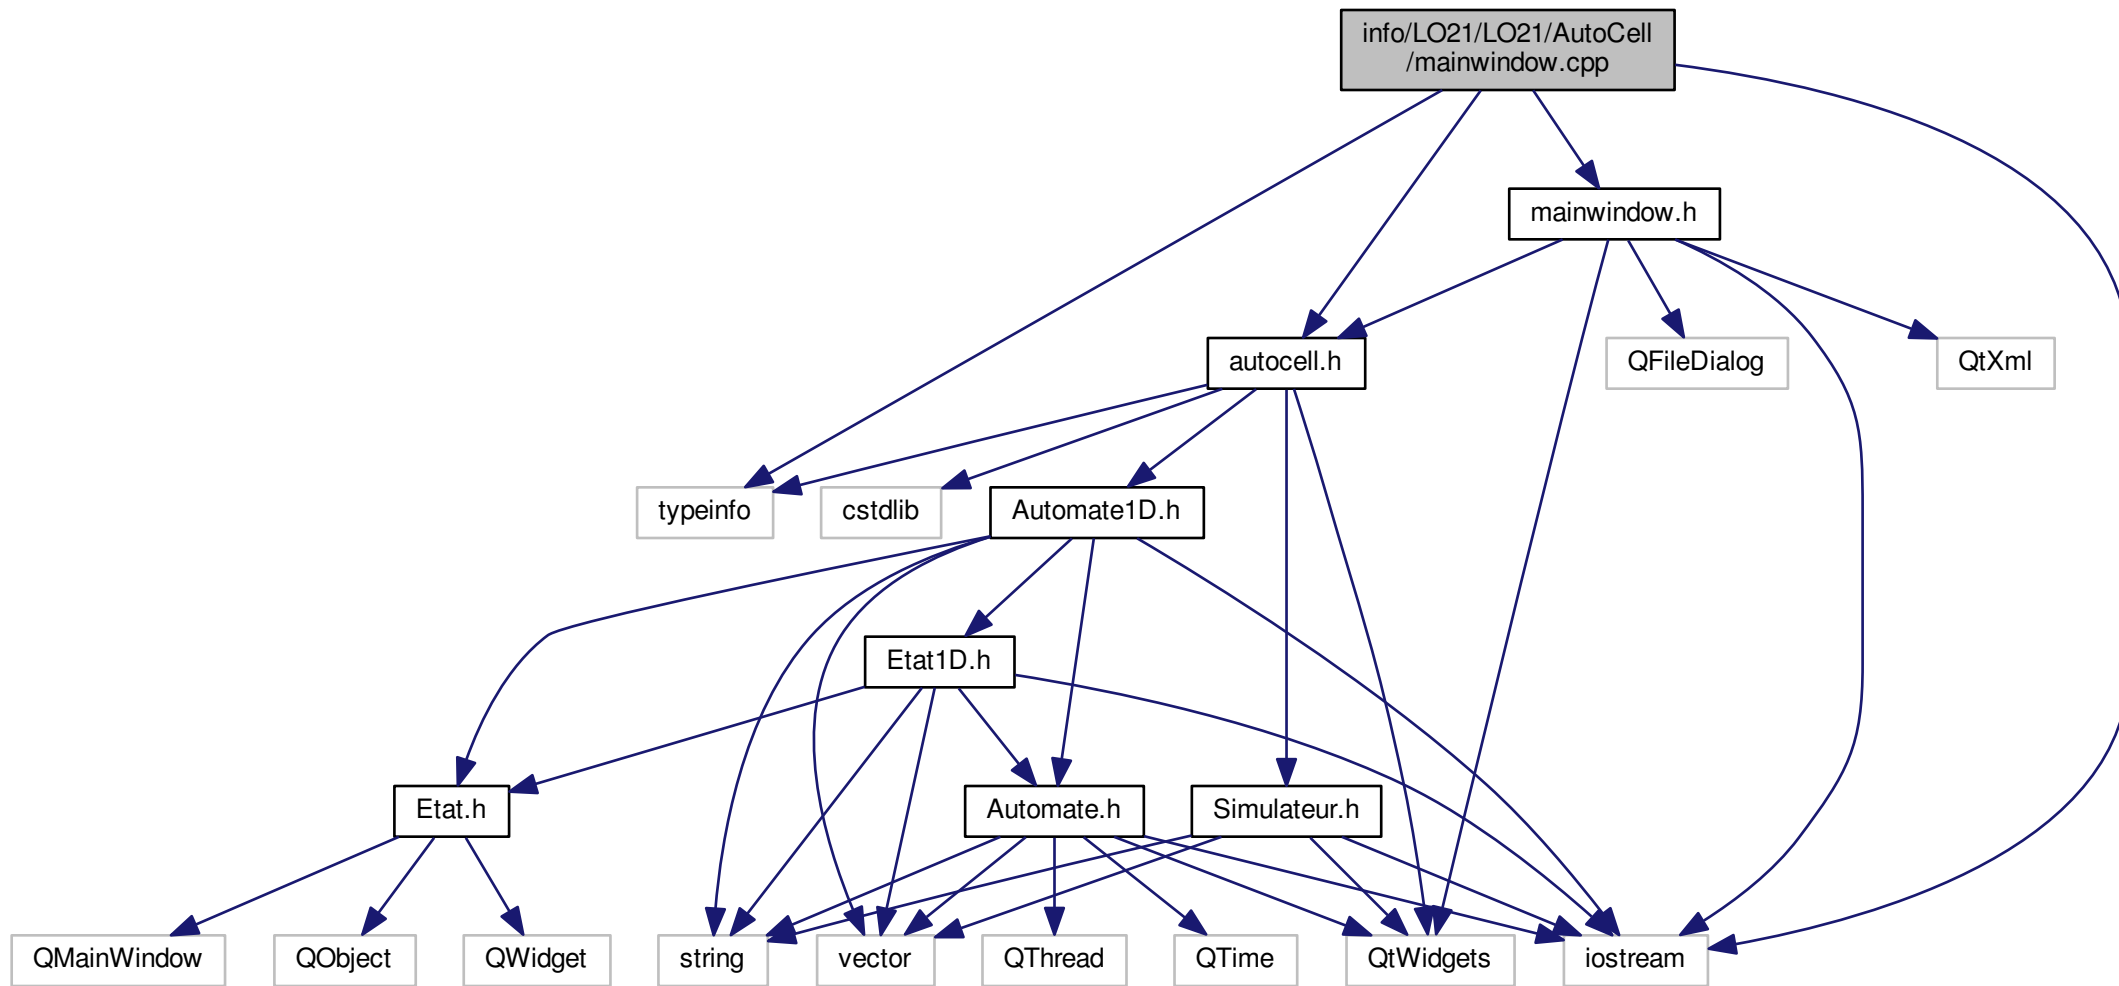 info/LO21/LO21/AutoCell
/mainwindow.cpp
mainwindow.h
autocell.h
QFileDialog
QtXml
typeinfo
cstdlib
Automate1D.h
Etat1D.h
Etat.h
Automate.h
Simulateur.h
QMainWindow
QObject
QWidget
string
vector
QThread
QTime
QtWidgets
iostream